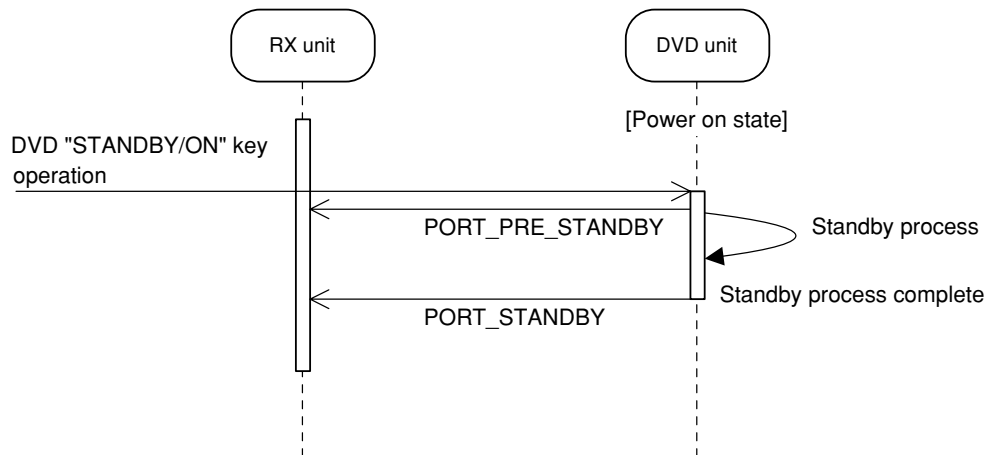 RX unit
DVD unit
[Power on state]
DVD "STANDBY/ON" key
operation
PORT_PRE_STANDBY
Standby process
Standby process complete
PORT_STANDBY